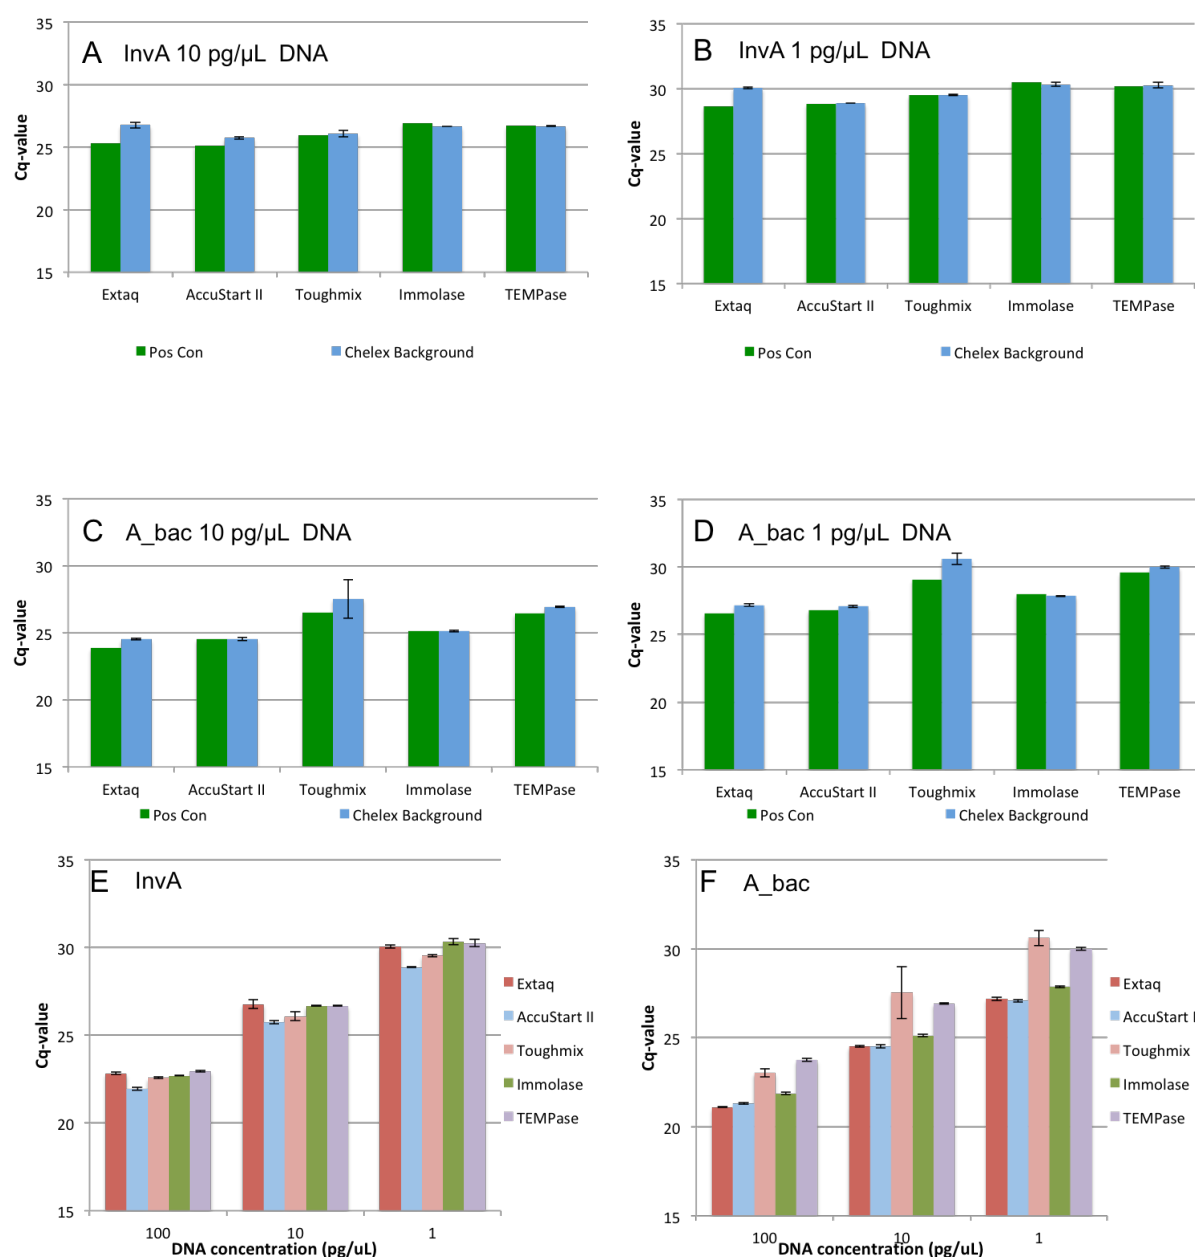 A InvA 10 pg/µL DNA
35
30
25
20
15
Cq-value
Extaq AccuStart II Toughmix Immolase TEMPase
Pos Con Chelex Background
B InvA 1 pg/µL DNA
35
30
25
20
15
Cq-value
Extaq AccuStart II Toughmix Immolase TEMPase
Pos Con Chelex Background
C A_bac 10 pg/µL DNA
35
30
25
20
15
Cq-value
Extaq AccuStart II Toughmix Immolase TEMPase
Pos Con Chelex Background
D A_bac 1 pg/µL DNA
35
30
25
20
15
Cq-value
Extaq AccuStart II Toughmix Immolase TEMPase
Pos Con Chelex Background
E InvA
35
30
25
20
15
Cq-value
100 10 1
DNA concentration (pg/uL)
Extaq
AccuStart II
Toughmix
Immolase
TEMPase
F A_bac
35
30
25
20
15
Cq-value
100 10 1
DNA concentration (pg/uL)
Extaq
AccuStart I
Toughmix
Immolase
TEMPase